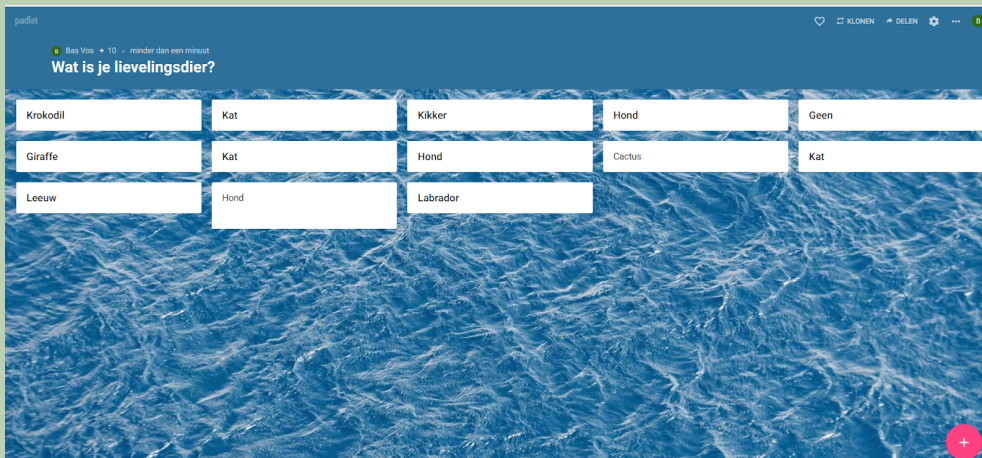 padlet
KLONEN DELEN
B Bas Vos + 10 • minder dan een minuut
Wat is je lievelingsdier?
Krokodil Kat Kikker Hond Geen
Giraffe Kat Hond Cactus Kat
Leeuw Hond Labrador